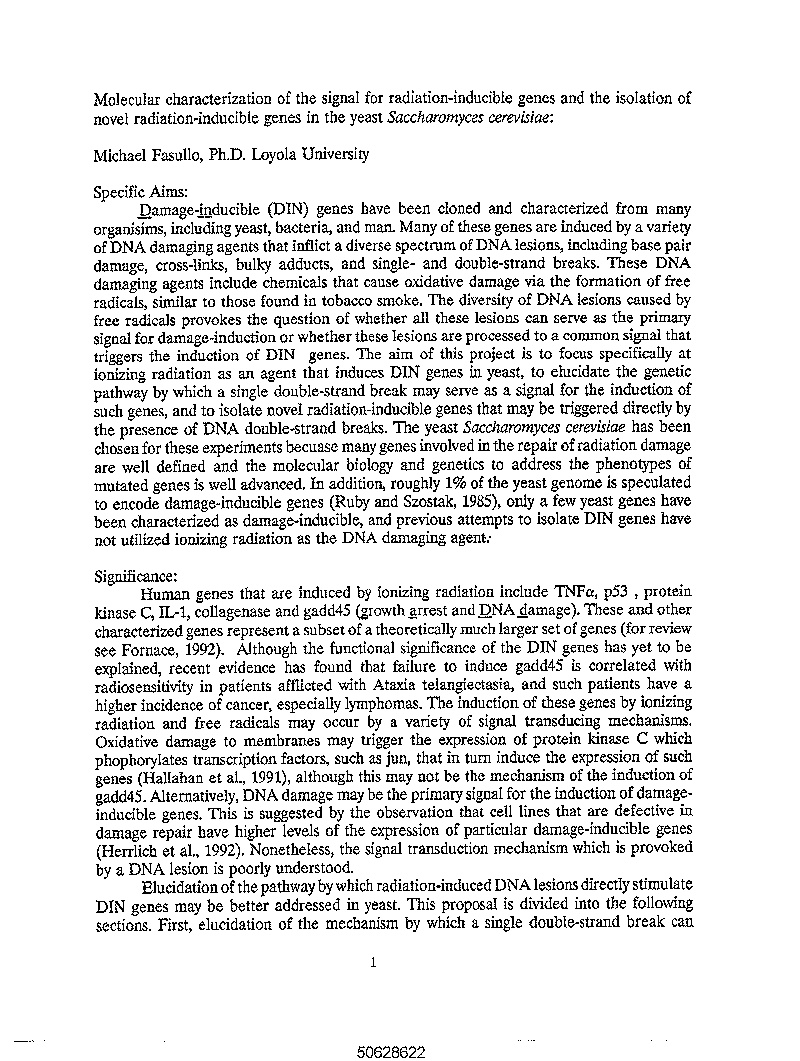 Molecular characterization of the signal for radiation-inducible genes and the isolation of
novel radiation-inducible genes in the yeast Saccharomyces cerevisiae:
Michael Fasullo, Ph.D. Loyola University
Specific Aims:
Damage-inducible (DIN) genes have been cloned and characterized from many
organisims, including yeast, bacteria, and man. Many of these genes are induced by a variety
of DNA damaging agents that inflict a diverse spectrum of DNA lesions, including base pair
damage, cross-links, bulky adducts, and single- and double-strand breaks. These DNA
damaging agents include chemicals that cause oxidative damage via the formation of free
radicals, similar to those found in tobacco smoke. The diversity of DNA lesions caused by
free radicals provokes the question of whether all these lesions can serve as the primary
signal for damage-induction or whether these lesions are processed to a common signal that
triggers the induction of DIN genes. The aim of this project is to focus specifically at
ionizing radiation as an agent that induces DIN genes in yeast, to elucidate the genetic
pathway by which a single double-strand break may serve as a signal for the induction of
such genes, and to isolate novel radiation-inducible genes that may be triggered directly by
the presence of DNA double-strand breaks. The yeast Saccharomyces cerevisiae has been
chosen for these experiments becuase many genes involved in the repair of radiation damage
are well defined and the molecular biology and genetics to address the phenotypes of
mutated genes is well advanced. In addition, roughly 1% of the yeast genome is speculated
to encode damage-inducible genes (Ruby and Szostak, 1985), only a few yeast genes have
been characterized as damage-inducible, and previous attempts to isolate DIN genes have
not utilized ionizing radiation as the DNA damaging agent.
Significance:
Human genes that are induced by ionizing radiation include TNFα, p53 , protein
kinase C, IL-1, collagenase and gadd45 (growth arrest and DNA damage). These and other
characterized genes represent a subset of a theoretically much larger set of genes (for review
see Fornace, 1992). Although the functional significance of the DIN genes has yet to be
explained, recent evidence has found that failure to induce gadd45 is correlated with
radiosensitivity in patients afflicted with Ataxia telangiectasia, and such patients have a
higher incidence of cancer, especially lymphomas. The induction of these genes by ionizing
radiation and free radicals may occur by a variety of signal transducing mechanisms.
Oxidative damage to membranes may trigger the expression of protein kinase C which
phophorylates transcription factors, such as jun, that in turn induce the expression of such
genes (Hallahan et al., 1991), although this may not be the mechanism of the induction of
gadd45. Alternatively, DNA damage may be the primary signal for the induction of damage-
inducible genes. This is suggested by the observation that cell lines that are defective in
damage repair have higher levels of the expression of particular damage-inducible genes
(Herrlich et al., 1992). Nonetheless, the signal transduction mechanism which is provoked
by a DNA lesion is poorly understood.
Elucidation of the pathway by which radiation-induced DNA lesions directly stimulate
DIN genes may be better addressed in yeast. This proposal is divided into the following
sections. First, elucidation of the mechanism by which a single double-strand break can
1
50628622